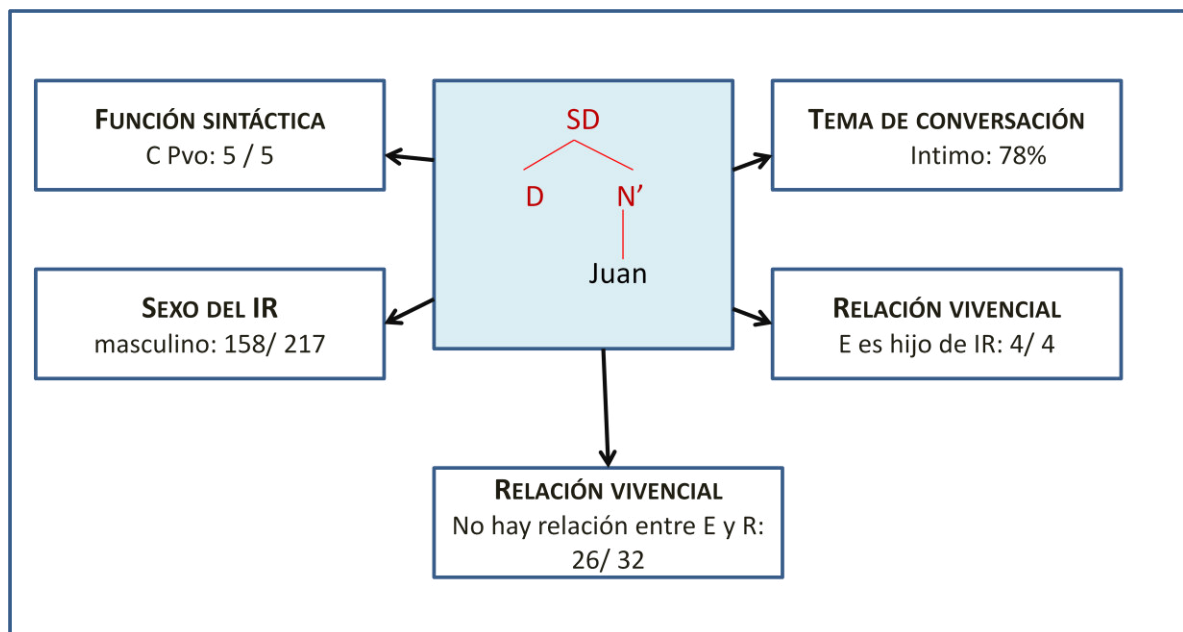 FUNCIÓN SINTÁCTICA
C Pvo: 5 / 5
SD
D N’
Juan
TEMA DE CONVERSACIÓN
Intimo: 78%
SEXO DEL IR
masculino: 158/ 217
RELACIÓN VIVENCIAL
E es hijo de IR: 4/ 4
RELACIÓN VIVENCIAL
No hay relación entre E y R:
26/ 32